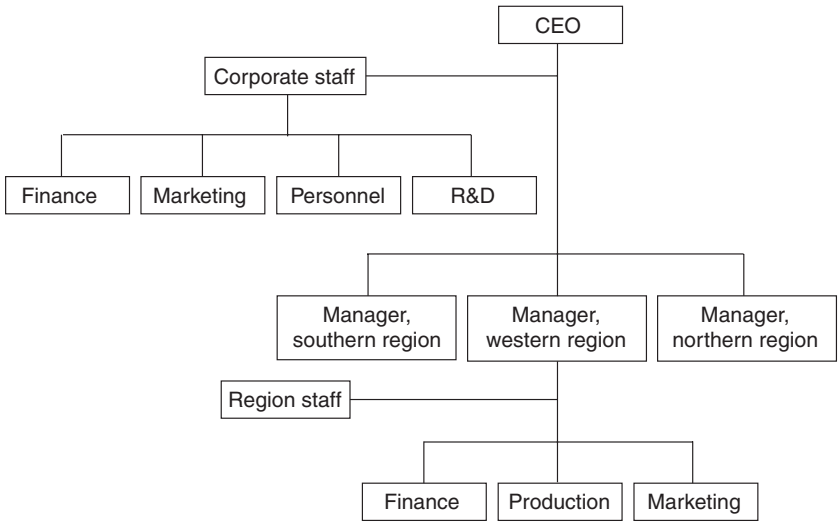 CEO
Corporate staff
Finance
Marketing
Personnel
R&D
Manager,
southern region
Manager,
western region
Manager,
northern region
Region staff
Finance
Production
Marketing